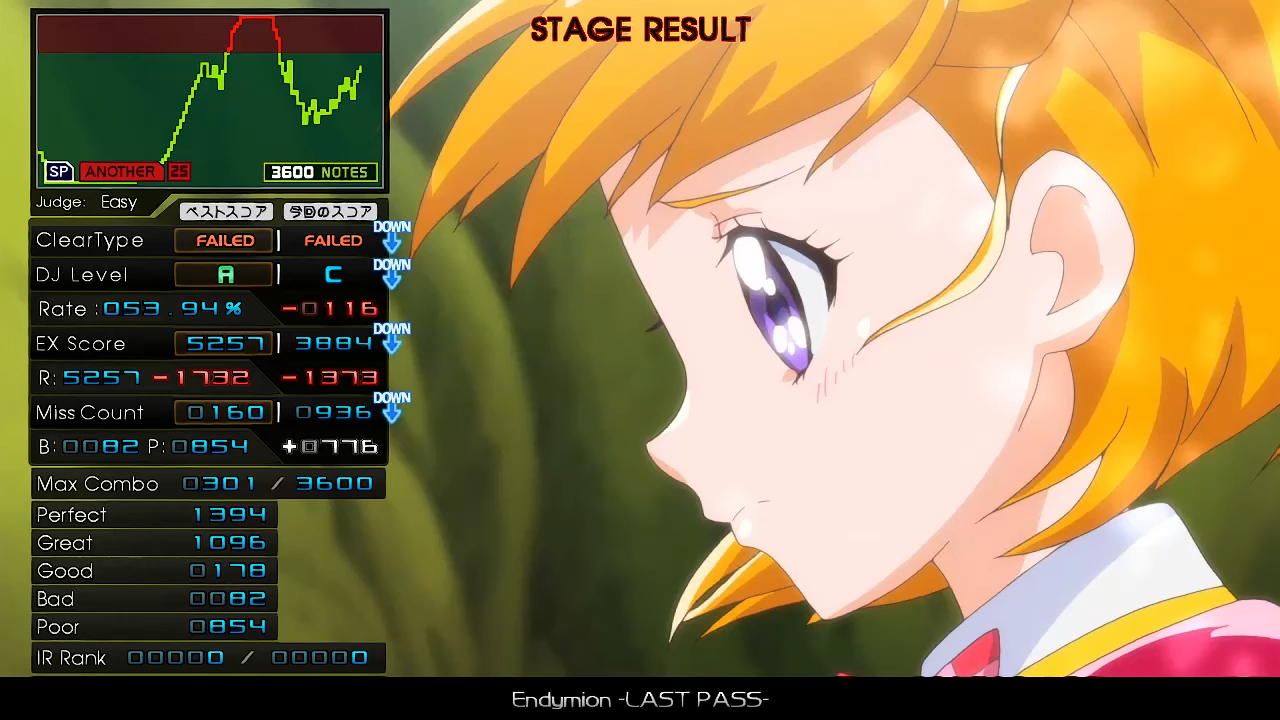 STAGE RESULT
SP ANOTHER 25 3600 NOTES
Judge: Easy ベストスコア 今回のスコア
ClearType FAILED | FAILED DOWN
DJ Level A | C DOWN
Rate :053.94% -0116
EX Score 5257 | 3884 DOWN
R: 5257 -1732 -1373
Miss Count 0160 | 0936 DOWN
B: 0082 P: 0854 +0776
Max Combo 0301 / 3600
Perfect 1394
Great 1096
Good 0178
Bad 0082
Poor 0854
IR Rank 00000 / 00000
Endymion -LAST PASS-